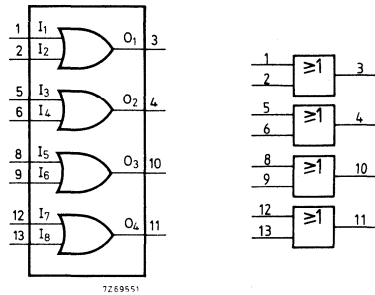 1 I1 O1 3
2 I2
5 I3 O2 4
6 I4
8 I5 O3 10
9 I6
12 I7 O4 11
13 I8
7Z69551
1 ≥1 3
2
5 ≥1 4
6
8 ≥1 10
9
12 ≥1 11
13